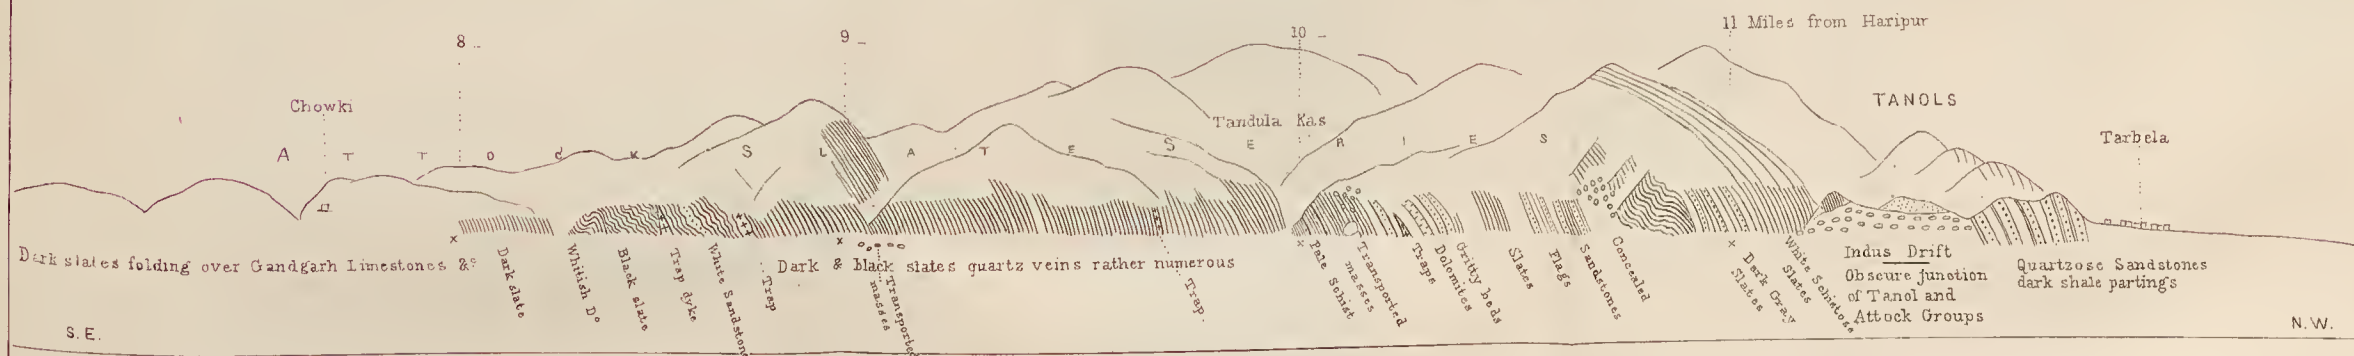 11 Miles from Haripur
8
9
10
Chowki
Tandula Kas
TANOLS
Tarbela
ATTOCK SLATE SERIES
Dark slates folding over Gandgarh Limestones &c
Dark slate
Whitish Do
Black slate
Trap dyke
White Sandstone
Trap
Dark & black slates quartz veins rather numerous
Transported masses
Trap.
Pale Schist
Transported masses
Traps
Dolomites
Gritty beds
Slates
Flags
Sandstones
Concealed
Dark Gray Slates
White Schistose Slates
Indus Drift
Obscure junction
of Tanol and
Attock Groups
Quartzose Sandstones
dark shale partings
S.E.
N.W.